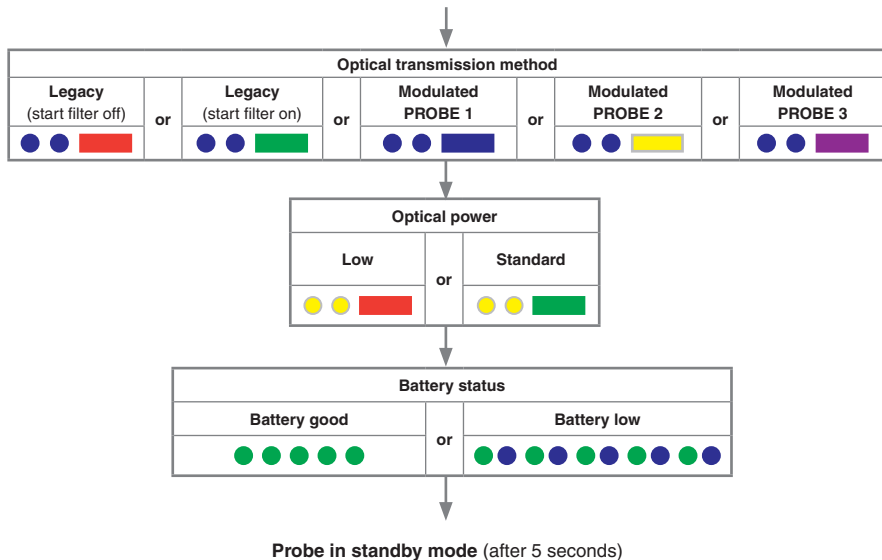 Optical transmission method
Legacy
(start filter off)
or
Legacy
(start filter on)
or
Modulated
PROBE 1
or
Modulated
PROBE 2
or
Modulated
PROBE 3
Optical power
Low
or
Standard
Battery status
Battery good
or
Battery low
Probe in standby mode (after 5 seconds)